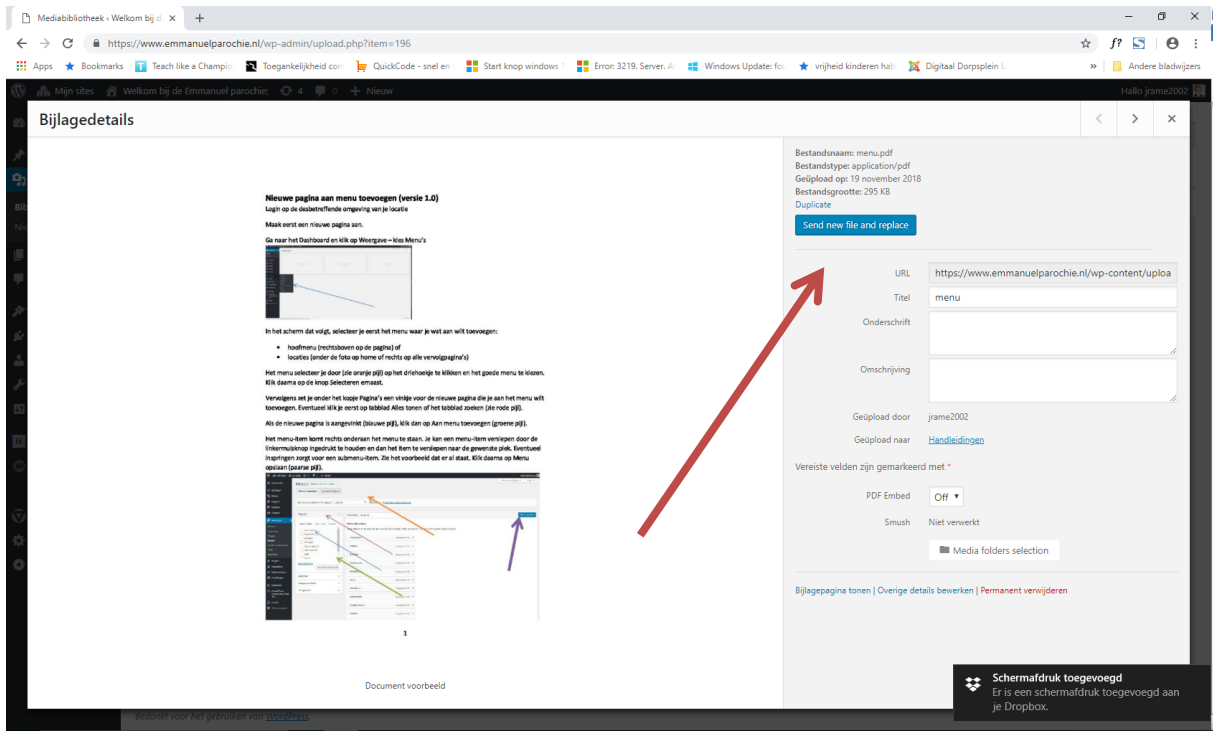 Mediabibliotheek ‹ Welkom bij d
https://www.emmanuelparochie.nl/wp-admin/upload.php?item=196
f?
Apps Bookmarks Teach like a Champio Toegankelijkheid con QuickCode - snel en Start knop windows 1 Error: 3219. Server. A Windows Update: fou vrijheid kinderen hab Digitaal Dorpsplein L » Andere bladwijzers
Mijn sites Welkom bij de Emmanuel parochie 4 0 Nieuw Hallo jrame2002
Bijlagedetails
Bestandsnaam: menu.pdf
Bestandstype: application/pdf
Geüpload op: 19 november 2018
Bestandsgrootte: 295 KB
Duplicate
Send new file and replace
URL https://www.emmanuelparochie.nl/wp-content/uploa
Titel menu
Onderschrift
Omschrijving
Geüpload door jrame2002
Geüpload naar Handleidingen
Vereiste velden zijn gemarkeerd met *
PDF Embed Off
Smush Niet verwerkt
Media folders selection
Bijlagepagina tonen | Overige details bewerken | Permanent verwijderen
Nieuwe pagina aan menu toevoegen (versie 1.0)
Login op de desbetreffende omgeving van je locatie
Maak eerst een nieuwe pagina aan.
Ga naar het Dashboard en klik op Weergave – kies Menu's
In het scherm dat volgt, selecteer je eerst het menu waar je wat aan wilt toevoegen:
• hoofmenu (rechtsboven op de pagina) of
• locaties (onder de foto op home of rechts op alle vervolgpagina's)
Het menu selecteer je door (zie oranje pijl) op het driehoekje te klikken en het goede menu te kiezen.
Klik daarna op de knop Selecteren ernaast.
Vervolgens zet je onder het kopje Pagina's een vinkje voor de nieuwe pagina die je aan het menu wilt
toevoegen. Eventueel klik je eerst op tabblad Alles tonen of het tabblad zoeken (zie rode pijl).
Als de nieuwe pagina is aangevinkt (blauwe pijl), klik dan op Aan menu toevoegen (groene pijl).
Het menu-item komt rechts onderaan het menu te staan. Je kan een menu-item verslepen door de
linkermuisknop ingedrukt te houden en dan het item te verslepen naar de gewenste plek. Eventueel
inspringen zorgt voor een submenu-item. Zie het voorbeeld dat er al staat. Klik daarna op Menu
opslaan (paarse pijl).
1
Document voorbeeld
Schermafdruk toegevoegd
Er is een schermafdruk toegevoegd aan
je Dropbox.
Bedankt voor het gebruiken van WordPress.